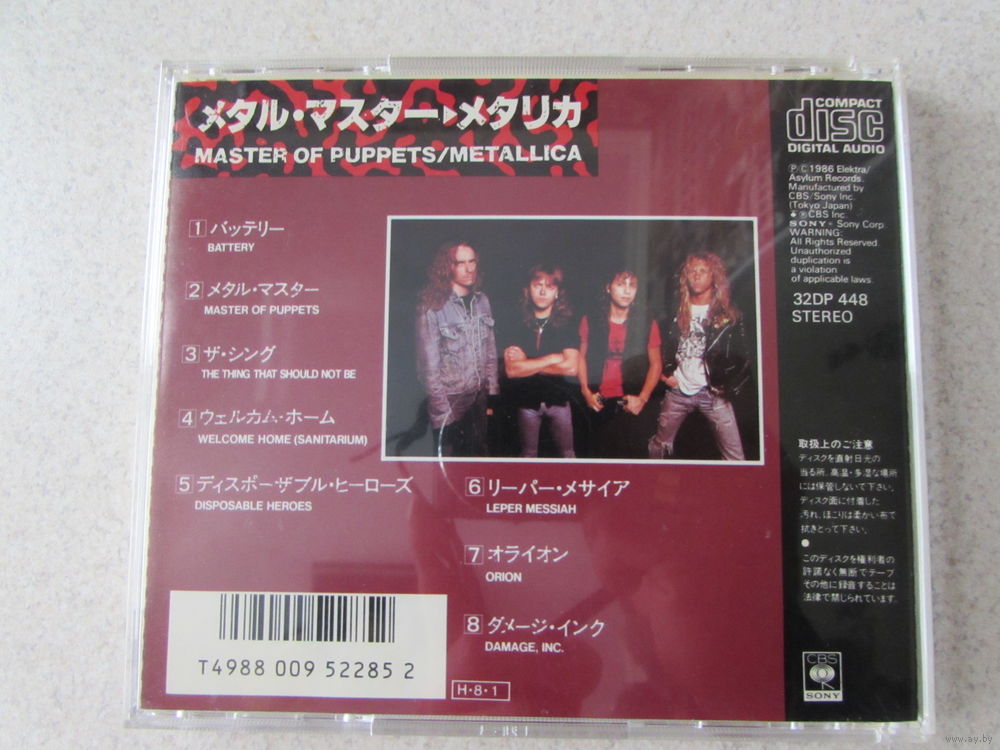 メタル・マスター▶メタリカ
MASTER OF PUPPETS/METALLICA
1 バッテリー
BATTERY
2 メタル・マスター
MASTER OF PUPPETS
3 ザ・シング
THE THING THAT SHOULD NOT BE
4 ウェルカム・ホーム
WELCOME HOME (SANITARIUM)
5 ディスポーザブル・ヒーローズ
DISPOSABLE HEROES
6 リーパー・メサイア
LEPER MESSIAH
7 オライオン
ORION
8 ダメージ・インク
DAMAGE, INC.
T4988 009 52285 2
H・8・1
COMPACT
disc
DIGITAL AUDIO
Ⓟ,Ⓒ 1986 Elektra/
Asylum Records.
Manufactured by
CBS/Sony Inc.
(Tokyo Japan)
®CBS Inc.
SONY® Sony Corp.
WARNING:
All Rights Reserved.
Unauthorized
duplication is
a violation
of applicable laws.
32DP 448
STEREO
取扱上のご注意
ディスクを直射日光の
当る所、高温・多湿な場所
には保管しないで下さい。
ディスク面に付着した
汚れ、ほこりは柔かい布で
拭きとって下さい。
●
このディスクを権利者の
許諾なく無断でテープ
その他に録音することは
法律で禁じられています。
CBS
SONY
www.ay.by